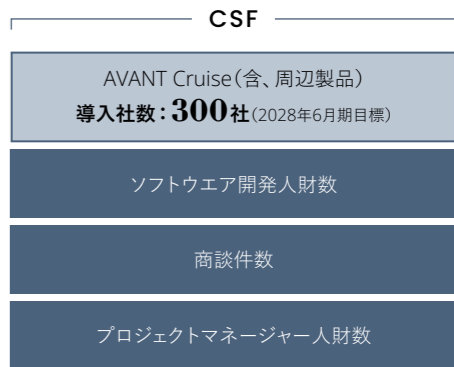 CSF
AVANT Cruise（含、周辺製品）
導入社数：300社（2028年6月期目標）
ソフトウエア開発人財数
商談件数
プロジェクトマネージャー人財数